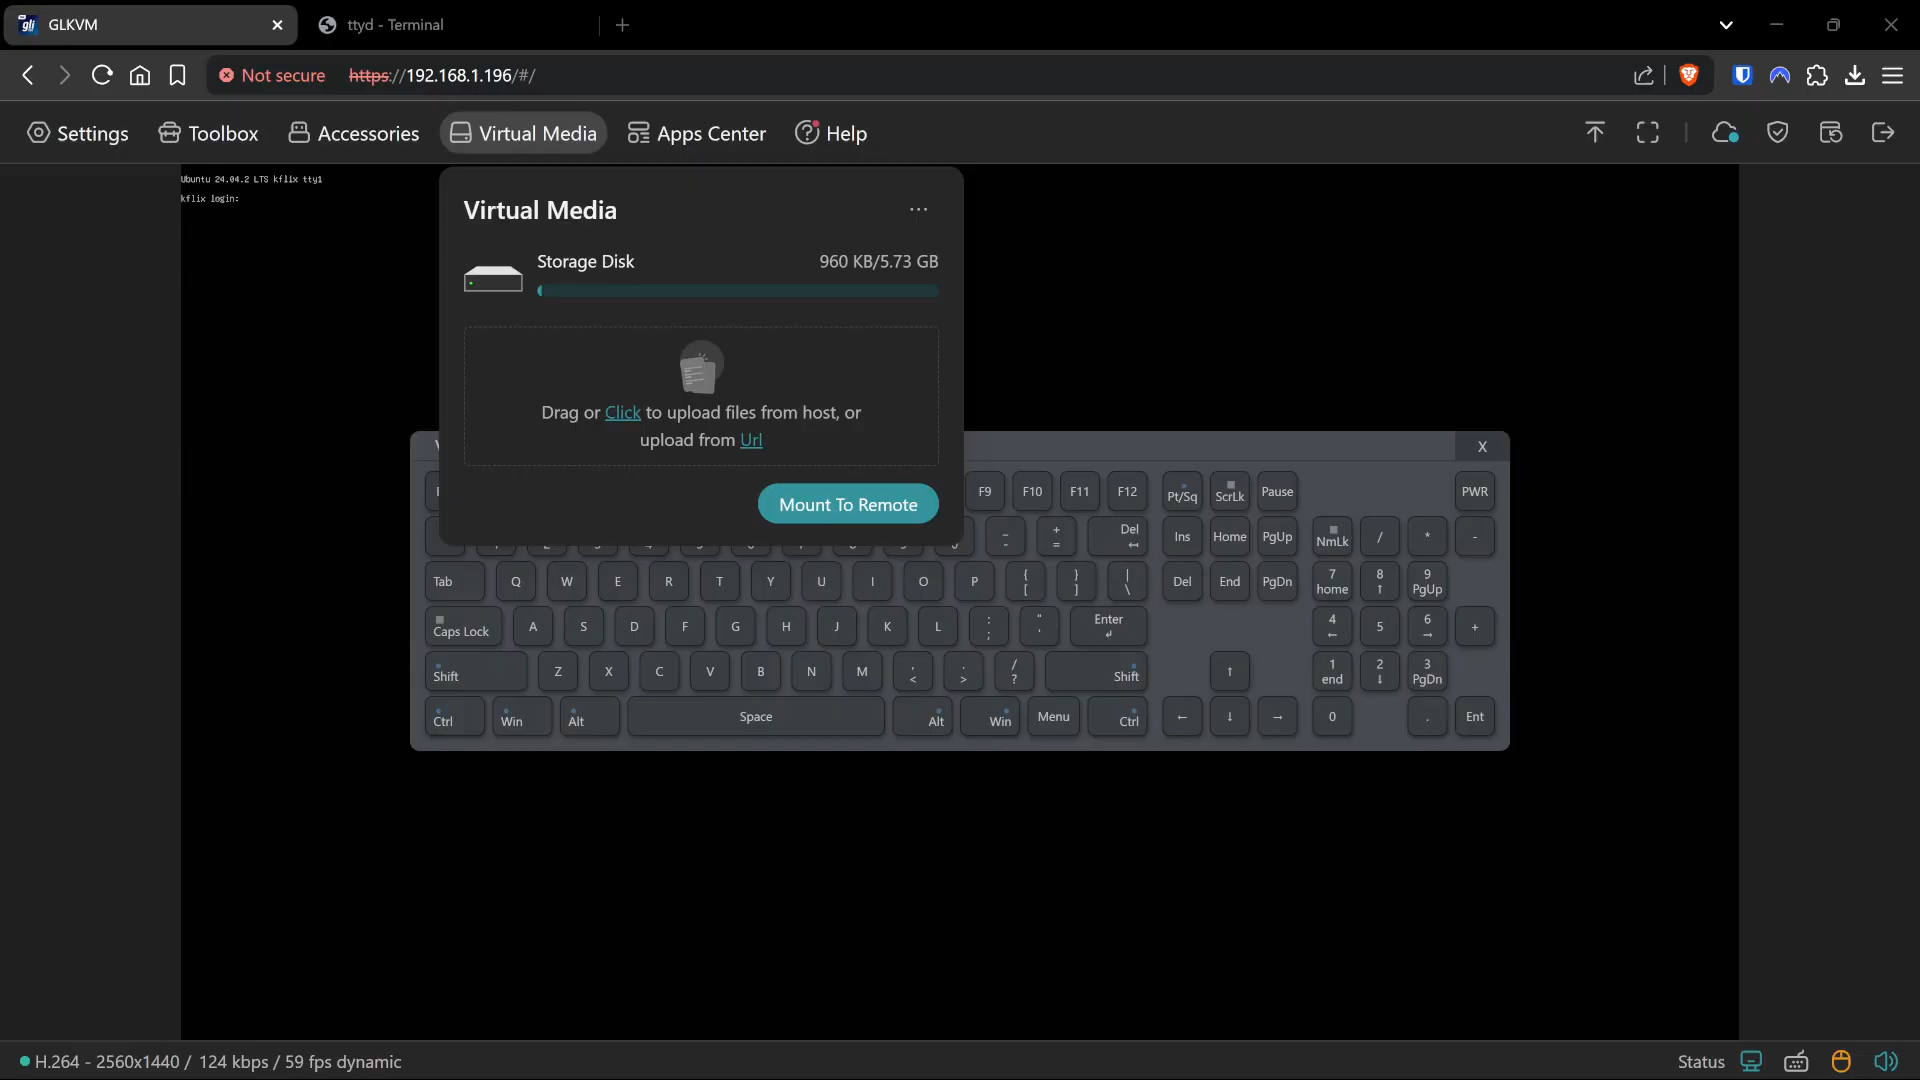 gli GLKVM
ttyd - Terminal
Not secure https://192.168.1.196/#/
Settings Toolbox Accessories Virtual Media Apps Center Help
Ubuntu 24.04.2 LTS kflix tty1
kflix login:
Virtual Media
Storage Disk 960 KB/5.73 GB
Drag or Click to upload files from host, or
upload from Url
Mount To Remote
X
F9 F10 F11 F12 Pt/Sq ScrLk Pause PWR
_ - + = Del ↤ Ins Home PgUp NmLk / * -
Tab Q W E R T Y U I O P { [ } ] | \ Del End PgDn 7 home 8 ↑ 9 PgUp
Caps Lock A S D F G H J K L : ; " ' Enter ↲ 4 ← 5 6 → +
Shift Z X C V B N M , < . > / ? Shift ↑ 1 end 2 ↓ 3 PgDn
Ctrl Win Alt Space Alt Win Menu Ctrl ← ↓ → 0 . Ent
H.264 - 2560x1440 / 124 kbps / 59 fps dynamic
Status